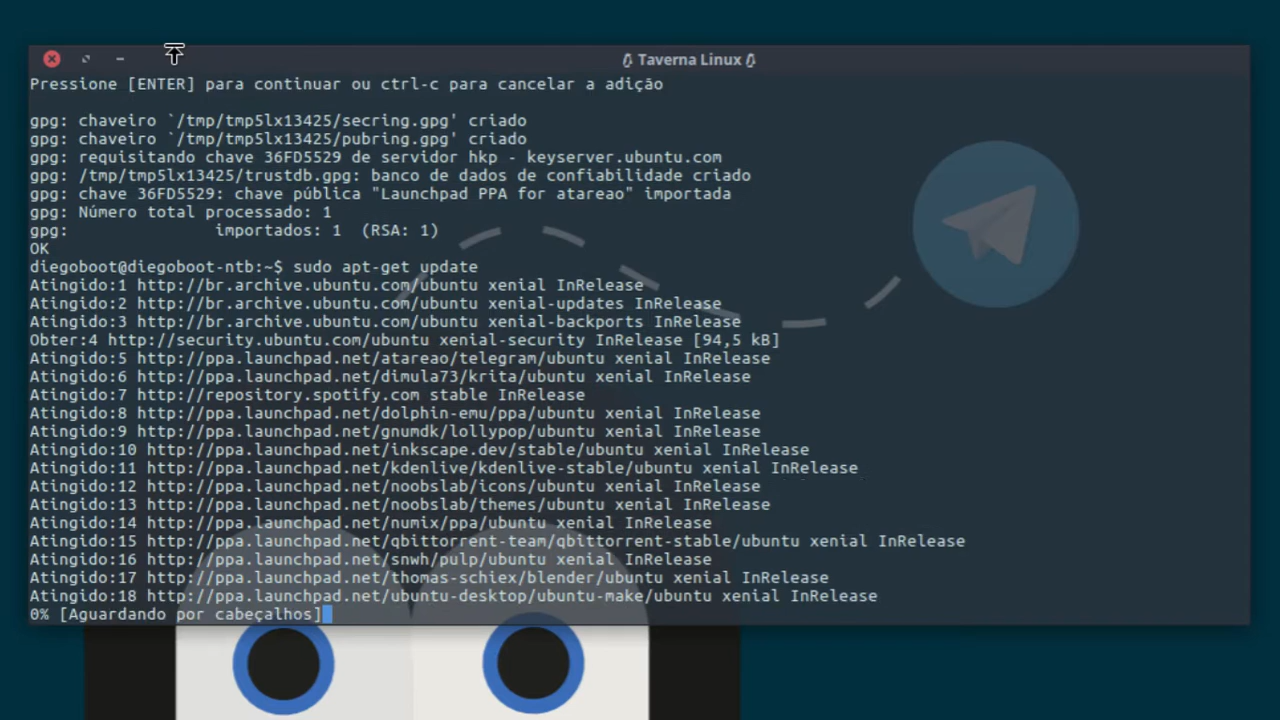 Taverna Linux
Pressione [ENTER] para continuar ou ctrl-c para cancelar a adição
gpg: chaveiro `/tmp/tmp5lx13425/secring.gpg' criado
gpg: chaveiro `/tmp/tmp5lx13425/pubring.gpg' criado
gpg: requisitando chave 36FD5529 de servidor hkp - keyserver.ubuntu.com
gpg: /tmp/tmp5lx13425/trustdb.gpg: banco de dados de confiabilidade criado
gpg: chave 36FD5529: chave pública "Launchpad PPA for atareao" importada
gpg: Número total processado: 1
gpg:               importados: 1  (RSA: 1)
OK
diegoboot@diegoboot-ntb:~$ sudo apt-get update
Atingido:1 http://br.archive.ubuntu.com/ubuntu xenial InRelease
Atingido:2 http://br.archive.ubuntu.com/ubuntu xenial-updates InRelease
Atingido:3 http://br.archive.ubuntu.com/ubuntu xenial-backports InRelease
Obter:4 http://security.ubuntu.com/ubuntu xenial-security InRelease [94,5 kB]
Atingido:5 http://ppa.launchpad.net/atareao/telegram/ubuntu xenial InRelease
Atingido:6 http://ppa.launchpad.net/dimula73/krita/ubuntu xenial InRelease
Atingido:7 http://repository.spotify.com stable InRelease
Atingido:8 http://ppa.launchpad.net/dolphin-emu/ppa/ubuntu xenial InRelease
Atingido:9 http://ppa.launchpad.net/gnumdk/lollypop/ubuntu xenial InRelease
Atingido:10 http://ppa.launchpad.net/inkscape.dev/stable/ubuntu xenial InRelease
Atingido:11 http://ppa.launchpad.net/kdenlive/kdenlive-stable/ubuntu xenial InRelease
Atingido:12 http://ppa.launchpad.net/noobslab/icons/ubuntu xenial InRelease
Atingido:13 http://ppa.launchpad.net/noobslab/themes/ubuntu xenial InRelease
Atingido:14 http://ppa.launchpad.net/numix/ppa/ubuntu xenial InRelease
Atingido:15 http://ppa.launchpad.net/qbittorrent-team/qbittorrent-stable/ubuntu xenial InRelease
Atingido:16 http://ppa.launchpad.net/snwh/pulp/ubuntu xenial InRelease
Atingido:17 http://ppa.launchpad.net/thomas-schiex/blender/ubuntu xenial InRelease
Atingido:18 http://ppa.launchpad.net/ubuntu-desktop/ubuntu-make/ubuntu xenial InRelease
0% [Aguardando por cabeçalhos]